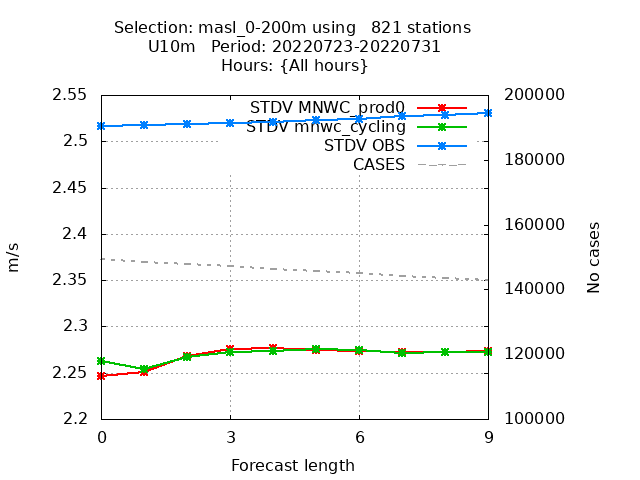 Selection: masl_0-200m using   821 stations
U10m   Period: 20220723-20220731
Hours: {All hours}
STDV MNWC_prod0
STDV mnwc_cycling
STDV OBS
CASES
2.55
2.5
2.45
2.4
2.35
2.3
2.25
2.2
200000
180000
160000
140000
120000
100000
m/s
No cases
0 3 6 9
Forecast length